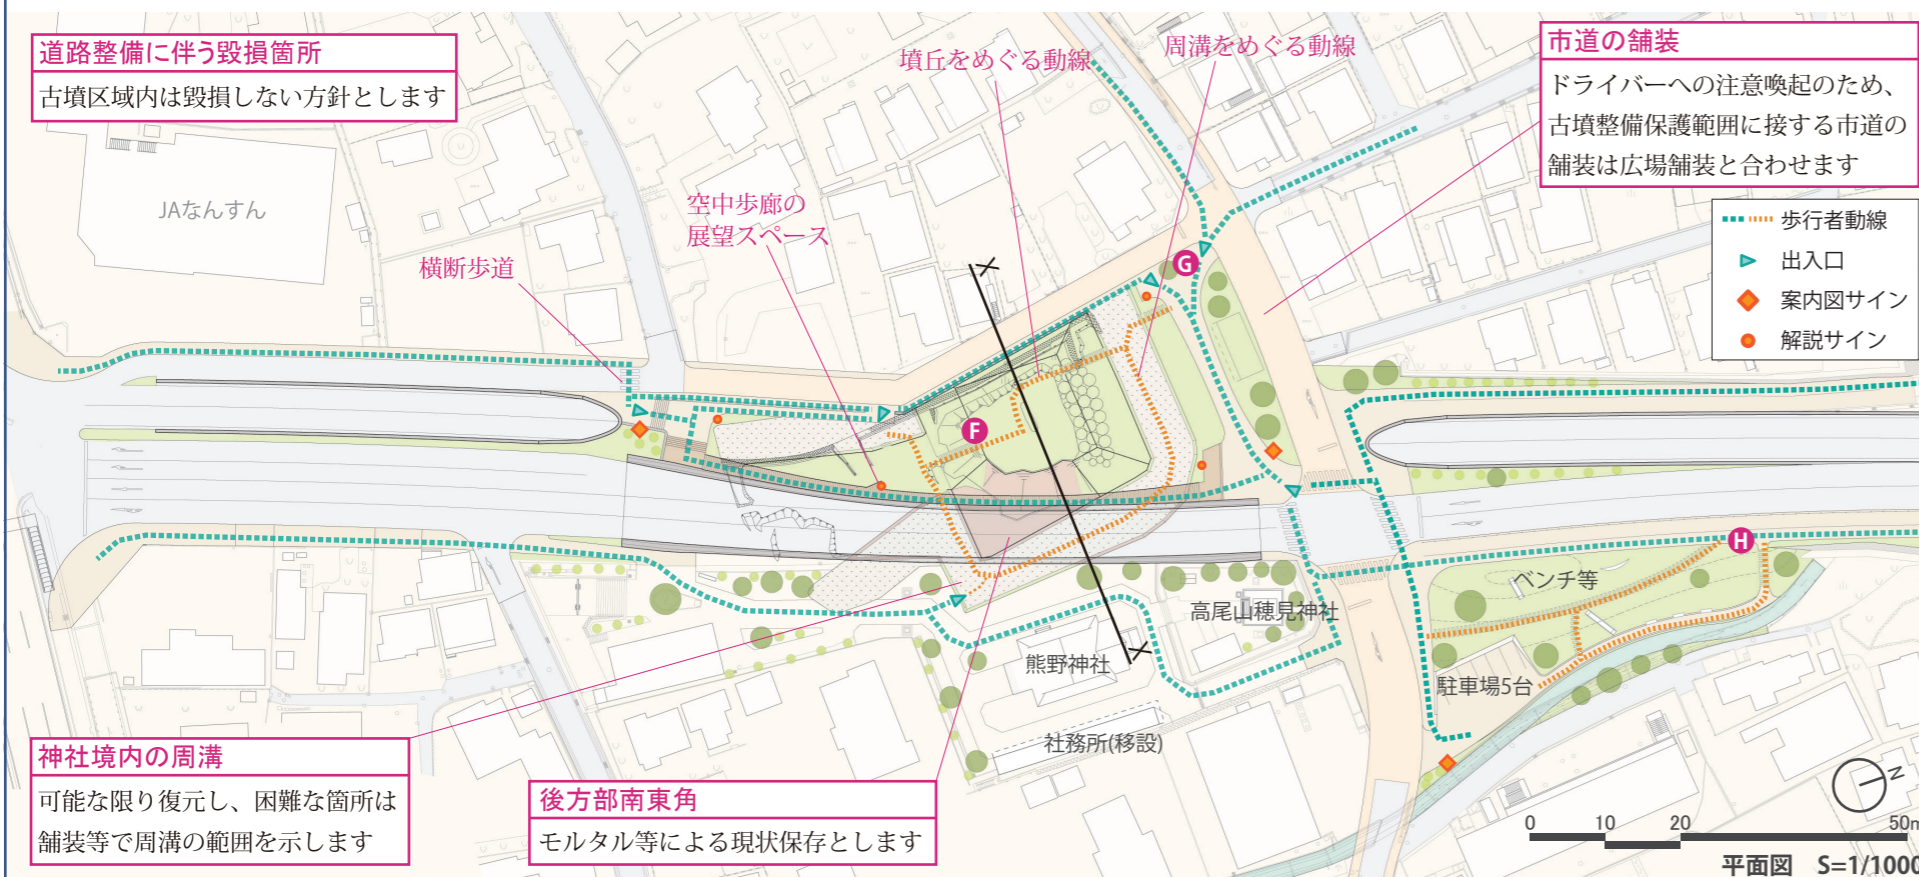 道路整備に伴う毀損箇所
古墳区域内は毀損しない方針とします
墳丘をめぐる動線
周溝をめぐる動線
市道の舗装
ドライバーへの注意喚起のため、
古墳整備保護範囲に接する市道の
舗装は広場舗装と合わせます
JAなんすん
空中歩廊の
展望スペース
横断歩道
歩行者動線
出入口
案内図サイン
解説サイン
G
F
H
ベンチ等
高尾山穂見神社
熊野神社
駐車場5台
社務所(移設)
神社境内の周溝
可能な限り復元し、困難な箇所は
舗装等で周溝の範囲を示します
後方部南東角
モルタル等による現状保存とします
N
0 10 20 50m
平面図 S=1/1000